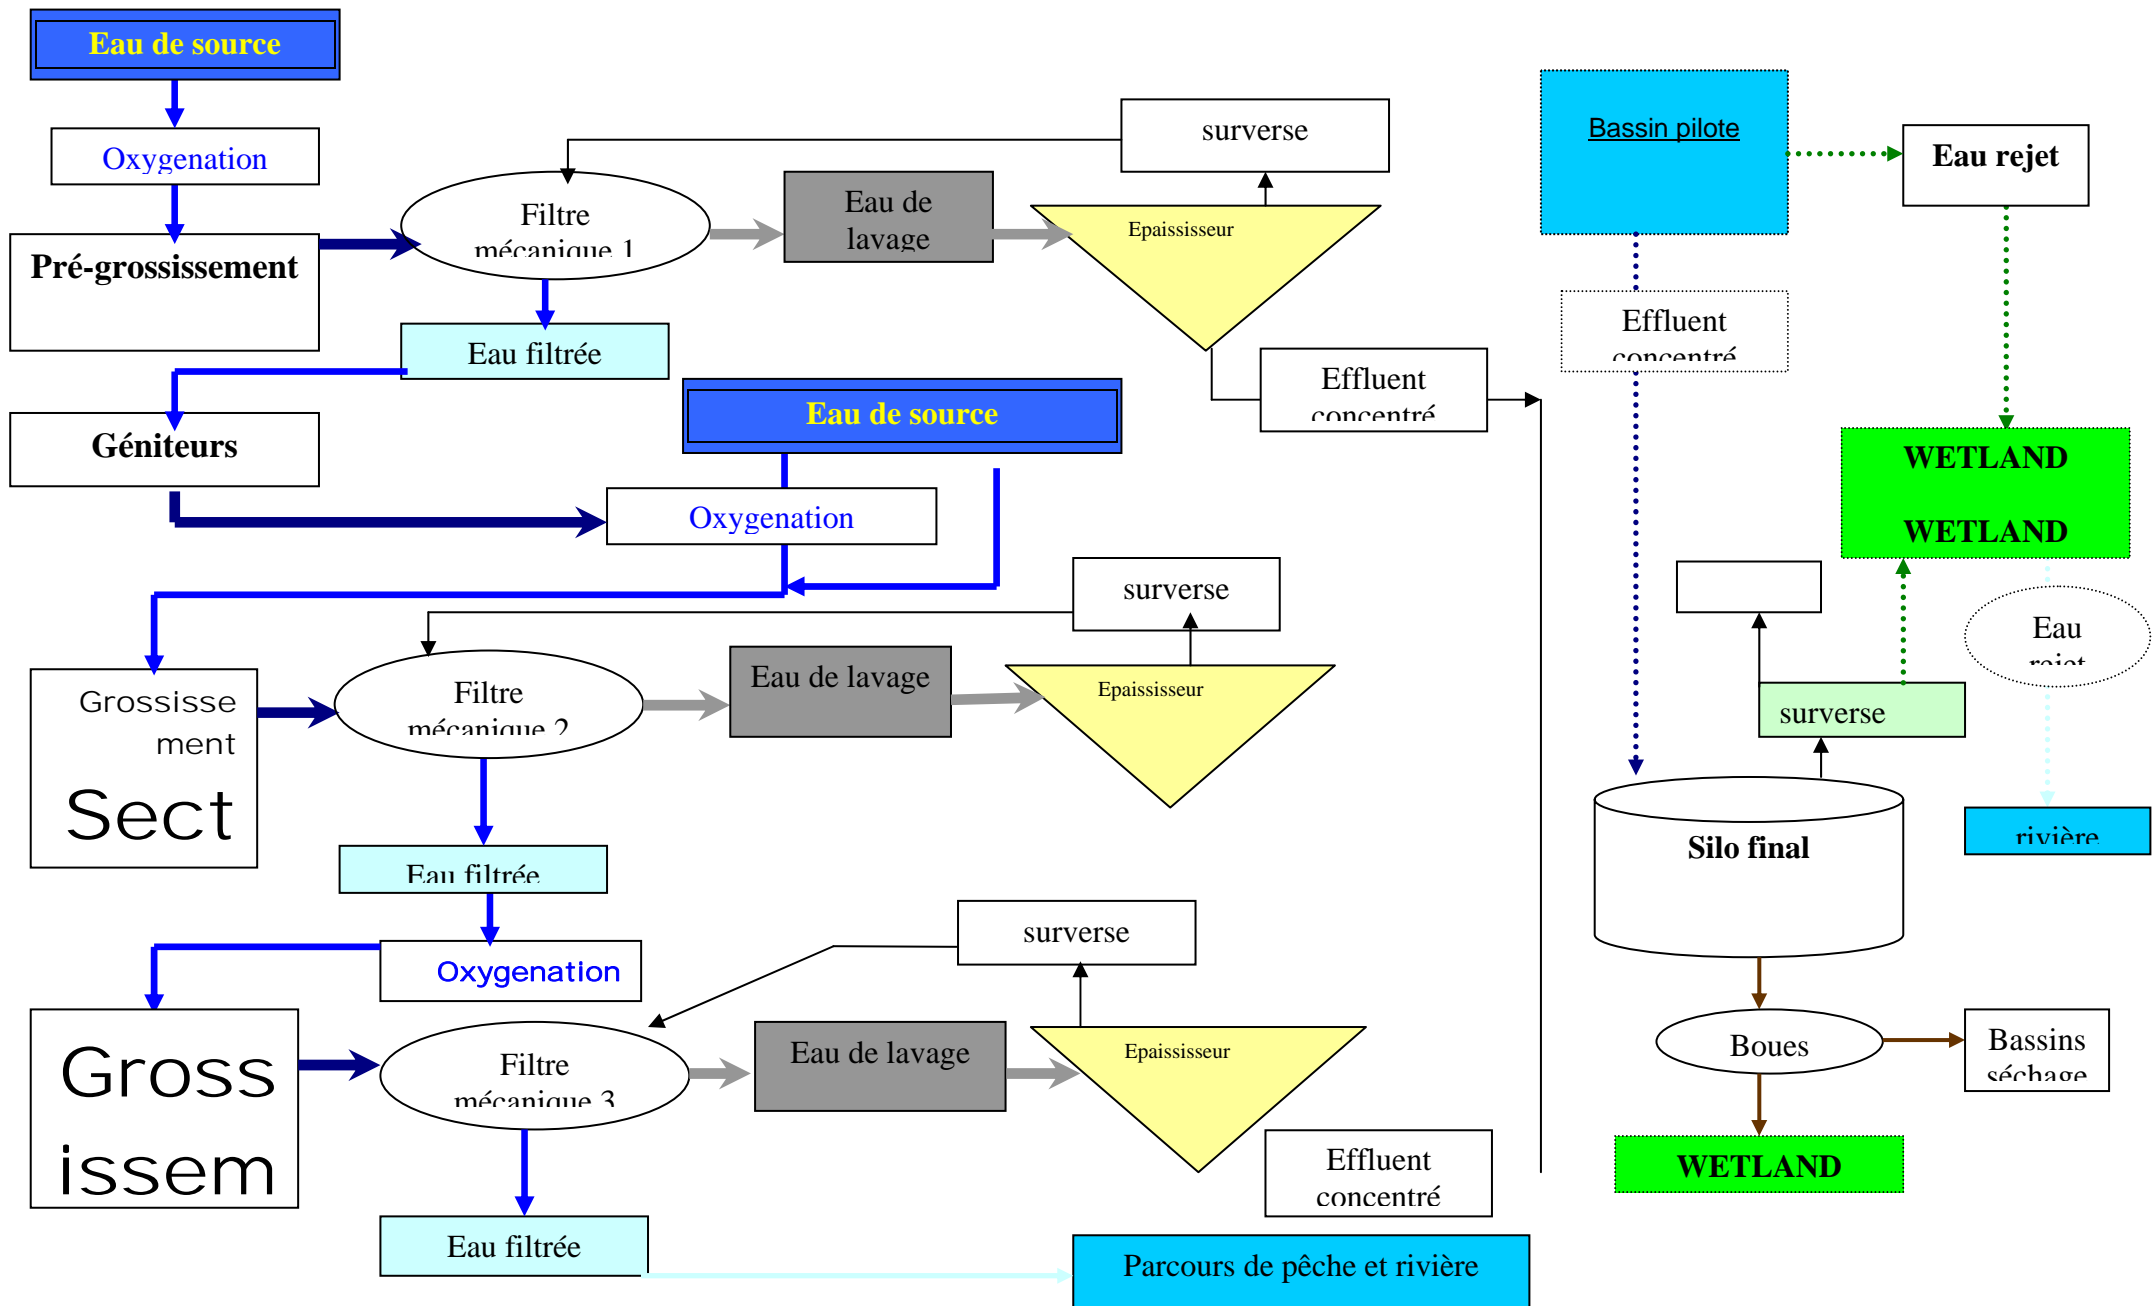 Eau de source
Oxygenation
Pré-grossissement
Filtre
mécanique 1
Eau de
lavage
surverse
Epaississeur
Eau filtrée
Effluent
concentré
Géniteurs
Eau de source
Oxygenation
surverse
Grossisse
ment
Sect
Filtre
mécanique 2
Eau de lavage
Epaississeur
Eau filtrée
Oxygenation
surverse
Gross
issem
Filtre
mécanique 3
Eau de lavage
Epaississeur
Effluent
concentré
Eau filtrée
Parcours de pêche et rivière
Bassin pilote
Eau rejet
Effluent
concentré
WETLAND
WETLAND
Eau
rejet
surverse
rivière
Silo final
Boues
Bassins
séchage
WETLAND